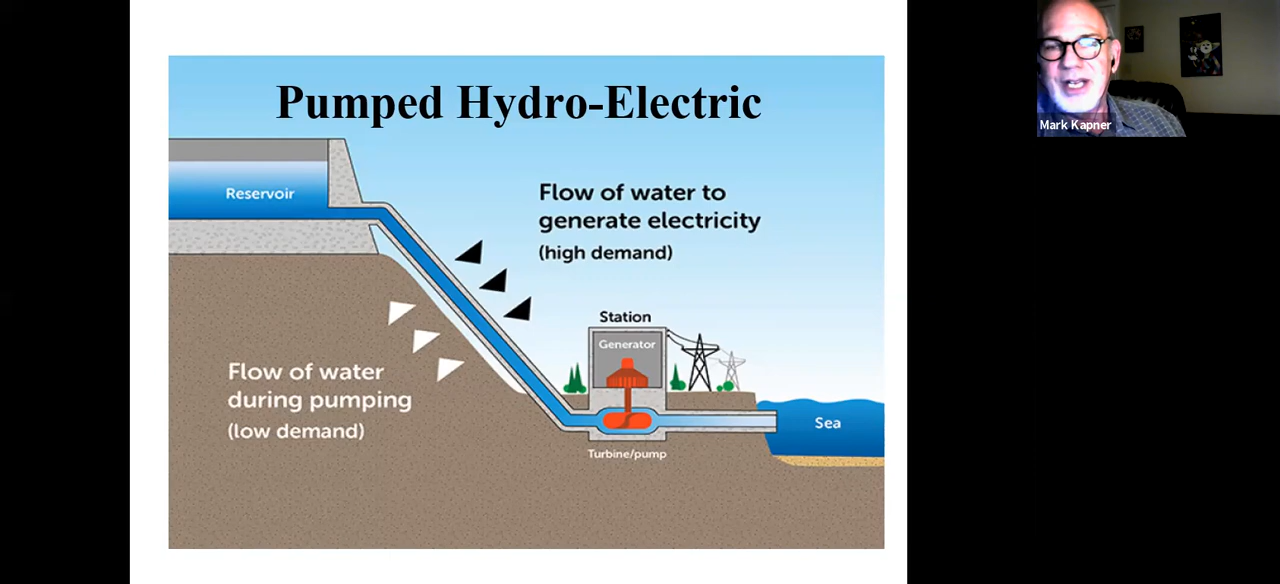 Pumped Hydro-Electric
Reservoir
Flow of water to
generate electricity
(high demand)
Station
Generator
Flow of water
during pumping
(low demand)
Sea
Turbine/pump
Mark Kapner